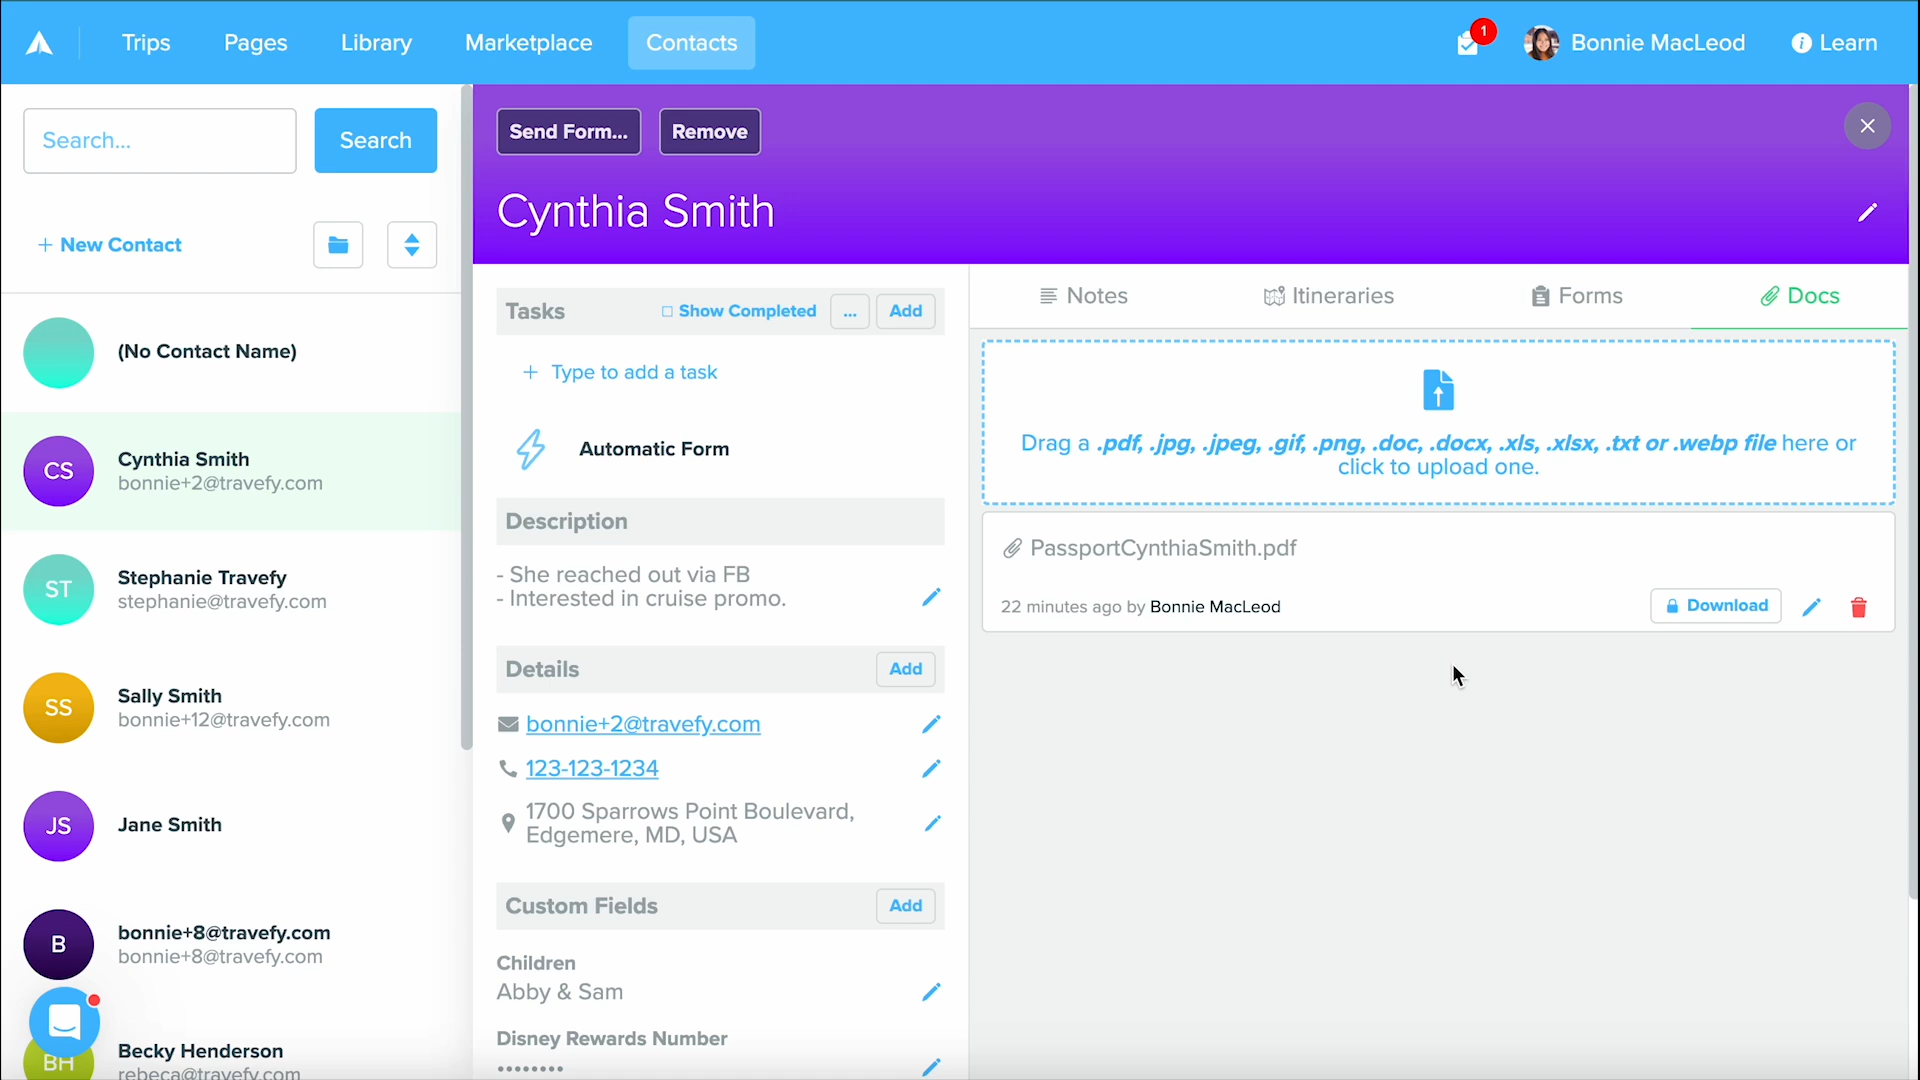 Trips
Pages
Library
Marketplace
Contacts
1
Bonnie MacLeod
Learn
Search...
Search
+ New Contact
(No Contact Name)
CS
Cynthia Smith
bonnie+2@travefy.com
ST
Stephanie Travefy
stephanie@travefy.com
SS
Sally Smith
bonnie+12@travefy.com
JS
Jane Smith
B
bonnie+8@travefy.com
bonnie+8@travefy.com
BH
Becky Henderson
rebeca@travefy.com
Send Form...
Remove
Cynthia Smith
Tasks
Show Completed
...
Add
+ Type to add a task
Automatic Form
Description
- She reached out via FB
- Interested in cruise promo.
Details
Add
bonnie+2@travefy.com
123-123-1234
1700 Sparrows Point Boulevard,
Edgemere, MD, USA
Custom Fields
Add
Children
Abby & Sam
Disney Rewards Number
••••••••
Notes
Itineraries
Forms
Docs
Drag a .pdf, .jpg, .jpeg, .gif, .png, .doc, .docx, .xls, .xlsx, .txt or .webp file here or
click to upload one.
PassportCynthiaSmith.pdf
22 minutes ago by Bonnie MacLeod
Download